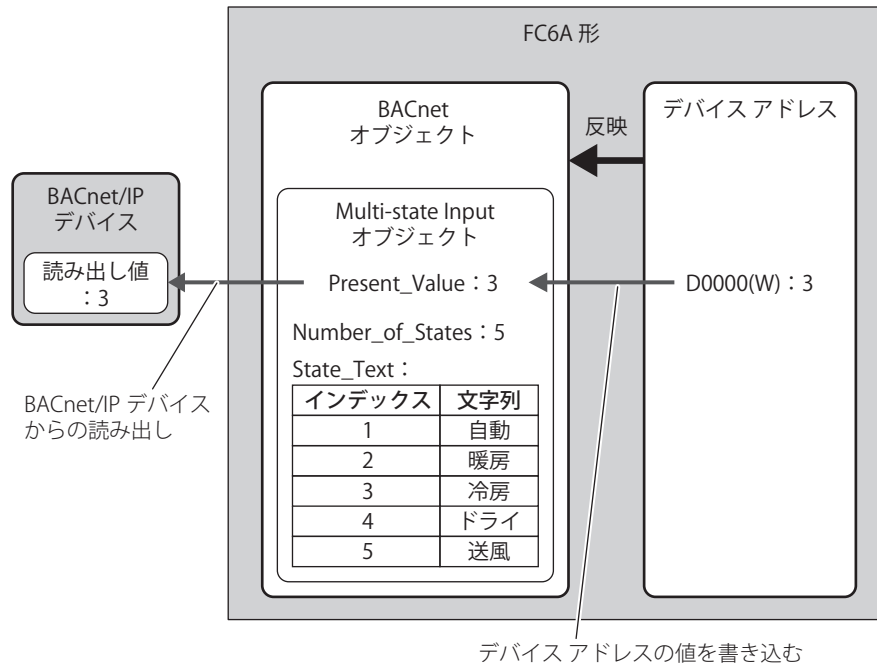 FC6A 形
BACnet
オブジェクト
反映
デバイス アドレス
BACnet/IP
デバイス
読み出し値
：3
Multi-state Input
オブジェクト
Present_Value：3
D0000(W)：3
Number_of_States：5
State_Text：
インデックス 文字列
1 自動
2 暖房
3 冷房
4 ドライ
5 送風
BACnet/IP デバイス
からの読み出し
デバイス アドレスの値を書き込む